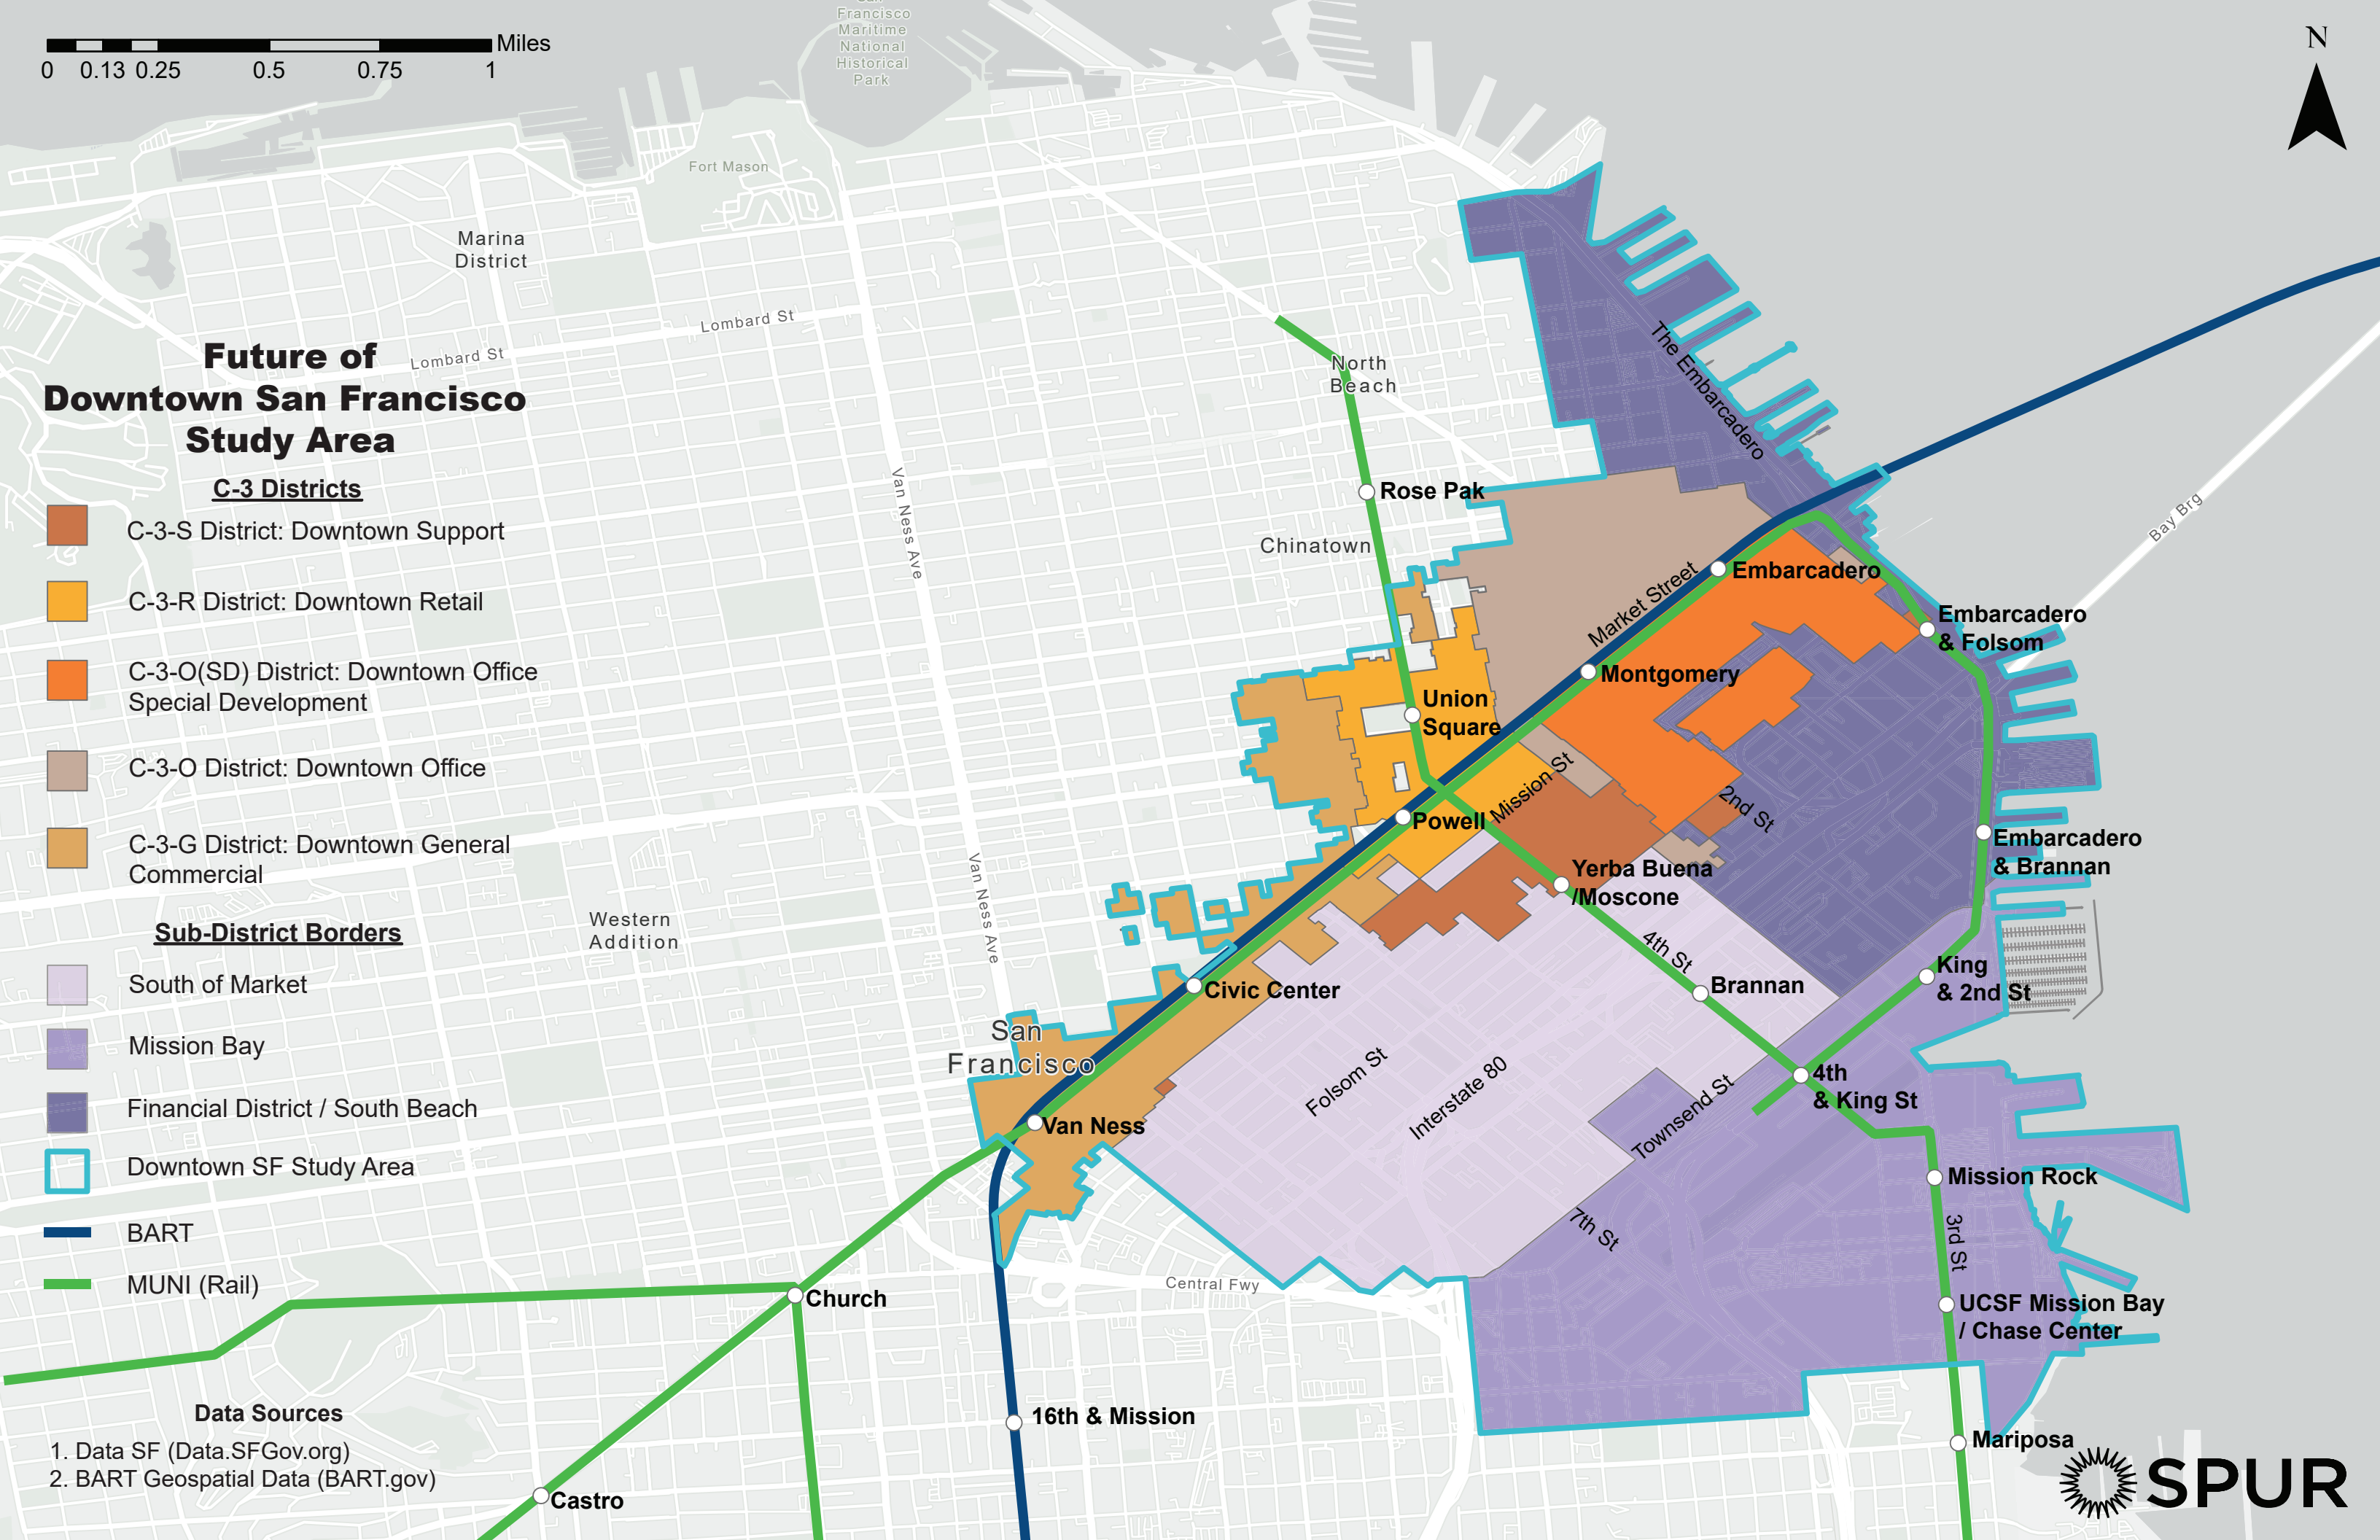 Miles
0 0.13 0.25 0.5 0.75 1
Francisco
Maritime
National
Historical
Park
N
Fort Mason
Marina
District
Lombard St
Lombard St
Future of
Downtown San Francisco
Study Area
C-3 Districts
C-3-S District: Downtown Support
C-3-R District: Downtown Retail
C-3-O(SD) District: Downtown Office
Special Development
C-3-O District: Downtown Office
C-3-G District: Downtown General
Commercial
Sub-District Borders
South of Market
Mission Bay
Financial District / South Beach
Downtown SF Study Area
BART
MUNI (Rail)
Data Sources
1. Data SF (Data.SFGov.org)
2. BART Geospatial Data (BART.gov)
North
Beach
The Embarcadero
Rose Pak
Chinatown
Van Ness Ave
Bay Brg
Market Street
Embarcadero
Embarcadero
& Folsom
Montgomery
Union
Square
Mission St
2nd St
Powell
Embarcadero
& Brannan
Yerba Buena
/Moscone
Van Ness Ave
Western
Addition
4th St
Brannan
King
& 2nd St
Civic Center
San
Francisco
Folsom St
Interstate 80
Townsend St
4th
& King St
Van Ness
Mission Rock
7th St
3rd St
Central Fwy
Church
UCSF Mission Bay
/ Chase Center
16th & Mission
Mariposa
Castro
SPUR